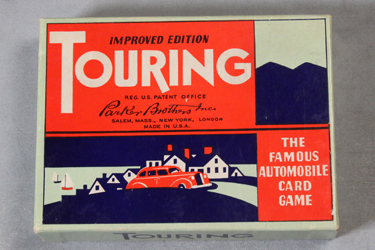 IMPROVED EDITION
TOURING
REG. U.S. PATENT OFFICE
Parker Brothers Inc.
SALEM, MASS., NEW YORK, LONDON
MADE IN U.S.A.
THE
FAMOUS
AUTOMOBILE
CARD
GAME
TOURING